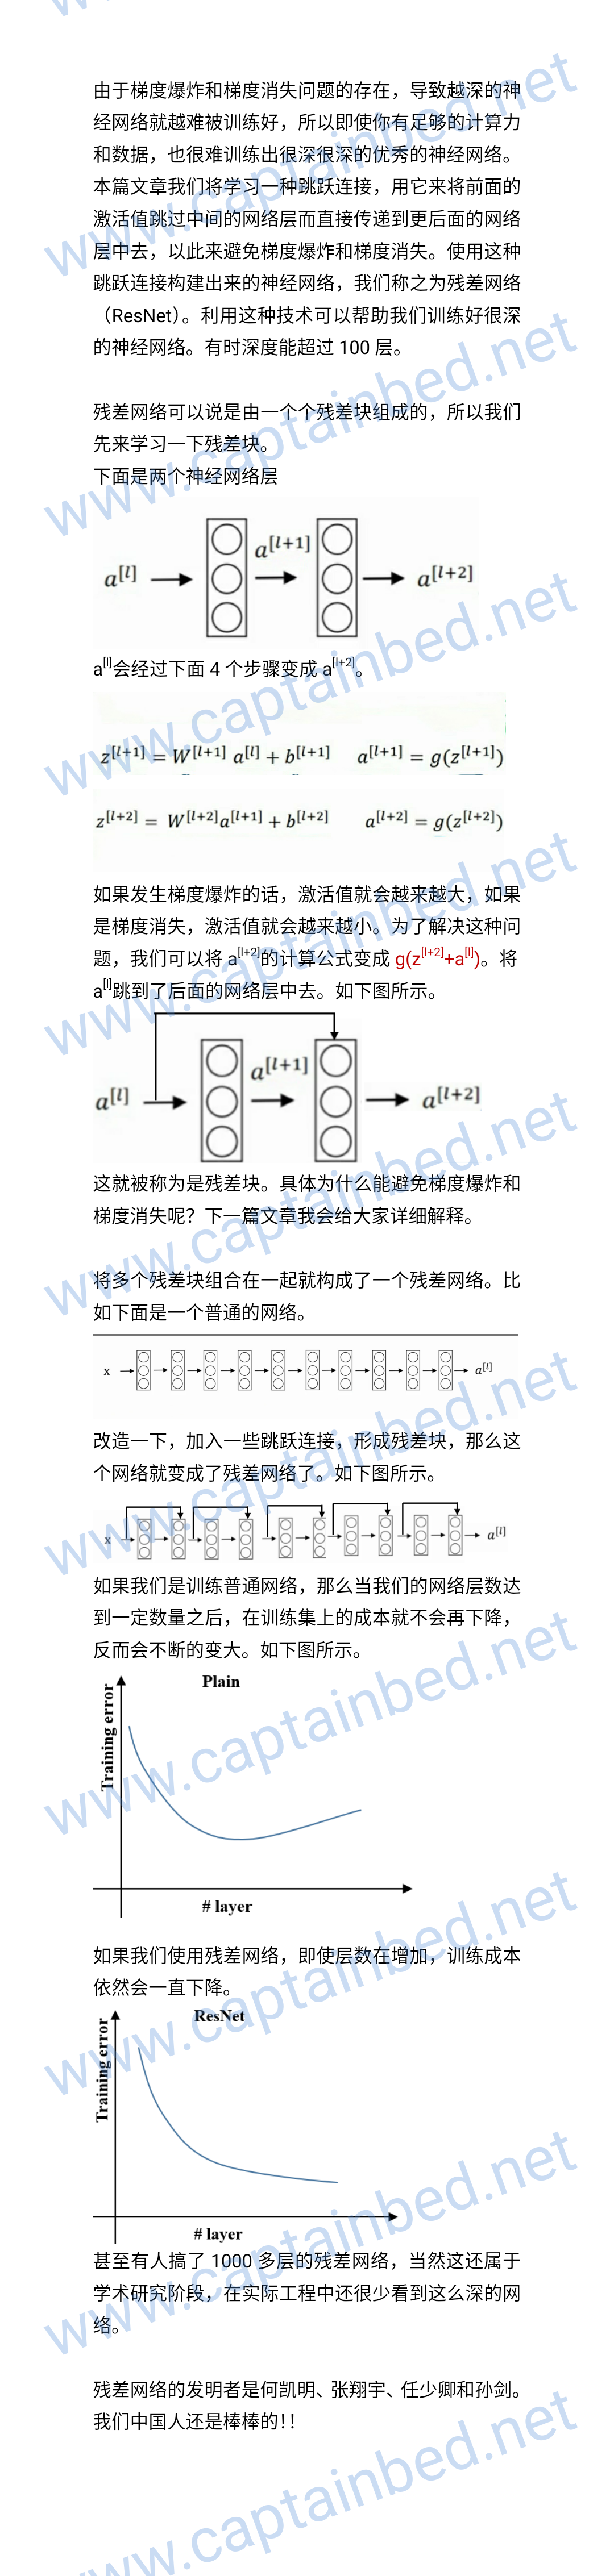 由于梯度爆炸和梯度消失问题的存在，导致越深的神
经网络就越难被训练好，所以即使你有足够的计算力
和数据，也很难训练出很深很深的优秀的神经网络。
本篇文章我们将学习一种跳跃连接，用它来将前面的
激活值跳过中间的网络层而直接传递到更后面的网络
层中去，以此来避免梯度爆炸和梯度消失。使用这种
跳跃连接构建出来的神经网络，我们称之为残差网络
（ResNet）。利用这种技术可以帮助我们训练好很深
的神经网络。有时深度能超过 100 层。
残差网络可以说是由一个个残差块组成的，所以我们
先来学习一下残差块。
下面是两个神经网络层
a[l] a[l+1] a[l+2]
a[l]会经过下面 4 个步骤变成 a[l+2]。
z[l+1] = W[l+1] a[l] + b[l+1] a[l+1] = g(z[l+1])
z[l+2] = W[l+2]a[l+1] + b[l+2] a[l+2] = g(z[l+2])
如果发生梯度爆炸的话，激活值就会越来越大，如果
是梯度消失，激活值就会越来越小。为了解决这种问
题，我们可以将 a[l+2]的计算公式变成 g(z[l+2]+a[l])。将
a[l]跳到了后面的网络层中去。如下图所示。
a[l] a[l+1] a[l+2]
这就被称为是残差块。具体为什么能避免梯度爆炸和
梯度消失呢？下一篇文章我会给大家详细解释。
将多个残差块组合在一起就构成了一个残差网络。比
如下面是一个普通的网络。
x a[l]
改造一下，加入一些跳跃连接，形成残差块，那么这
个网络就变成了残差网络了。如下图所示。
x a[l]
如果我们是训练普通网络，那么当我们的网络层数达
到一定数量之后，在训练集上的成本就不会再下降，
反而会不断的变大。如下图所示。
Plain
Training error
# layer
如果我们使用残差网络，即使层数在增加，训练成本
依然会一直下降。
ResNet
Training error
# layer
甚至有人搞了 1000 多层的残差网络，当然这还属于
学术研究阶段，在实际工程中还很少看到这么深的网
络。
残差网络的发明者是何凯明、张翔宇、任少卿和孙剑。
我们中国人还是棒棒的！！
www.captainbed.net
www.captainbed.net
www.captainbed.net
www.captainbed.net
www.captainbed.net
www.captainbed.net
www.captainbed.net
www.captainbed.net
www.captainbed.net
www.captainbed.net